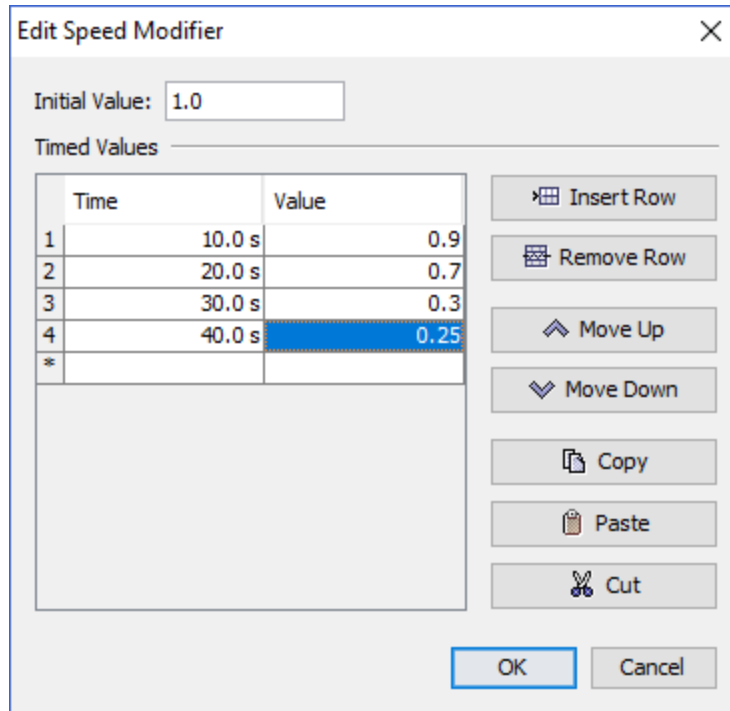 Edit Speed Modifier
Initial Value: 1.0
Timed Values
Time Value
1 10.0 s 0.9
2 20.0 s 0.7
3 30.0 s 0.3
4 40.0 s 0.25
*
Insert Row
Remove Row
Move Up
Move Down
Copy
Paste
Cut
OK Cancel